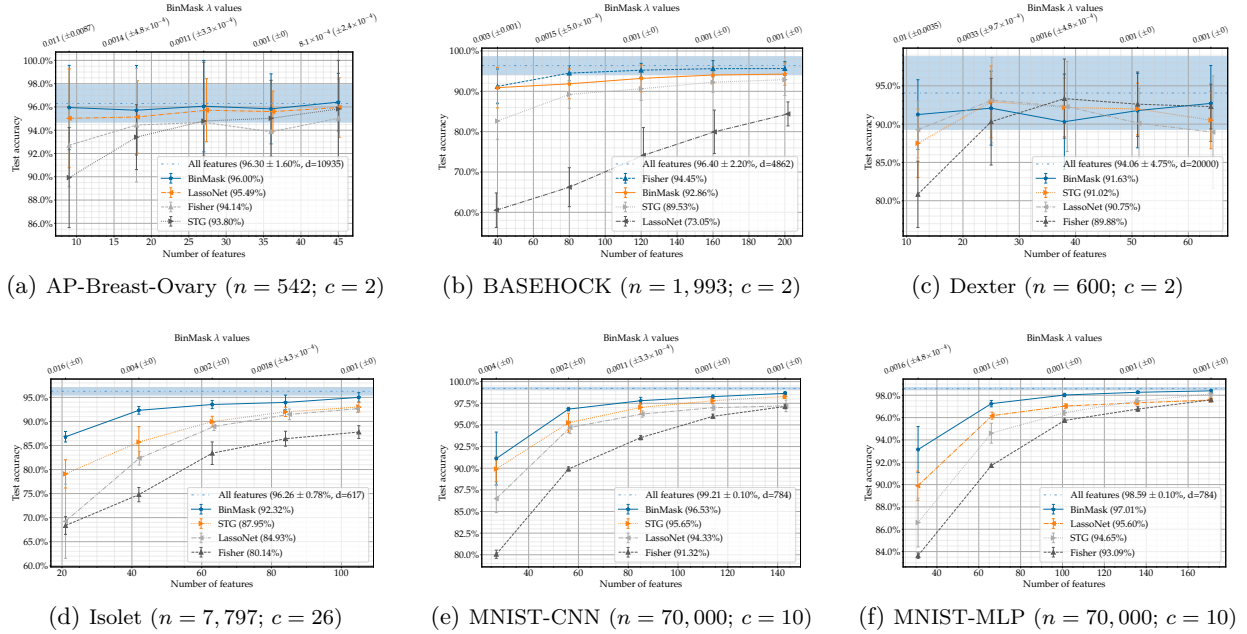 BinMask λ values
0.011 (±0.0087)
0.0014 (±4.8×10⁻⁴)
0.0011 (±3.3×10⁻⁴)
0.001 (±0)
8.1×10⁻⁴ (±2.4×10⁻⁴)
100.0%
98.0%
96.0%
94.0%
92.0%
90.0%
88.0%
86.0%
Test accuracy
All features (96.30 ± 1.60%, d=10935)
BinMask (96.00%)
LassoNet (95.49%)
Fisher (94.14%)
STG (93.80%)
10 15 20 25 30 35 40 45
Number of features
(a) AP-Breast-Ovary (n = 542; c = 2)
BinMask λ values
0.003 (±0.001)
0.0015 (±5.0×10⁻⁴)
0.001 (±0)
0.001 (±0)
0.001 (±0)
100.0%
90.0%
80.0%
70.0%
60.0%
Test accuracy
All features (96.40 ± 2.20%, d=4862)
Fisher (94.45%)
BinMask (92.86%)
STG (89.53%)
LassoNet (73.05%)
40 60 80 100 120 140 160 180 200
Number of features
(b) BASEHOCK (n = 1,993; c = 2)
BinMask λ values
0.011 (±0.0035)
0.0033 (±9.7×10⁻⁴)
0.0016 (±4.8×10⁻⁴)
0.001 (±0)
0.001 (±0)
95.0%
90.0%
85.0%
80.0%
Test accuracy
All features (94.06 ± 4.75%, d=20000)
BinMask (91.63%)
STG (91.02%)
LassoNet (90.75%)
Fisher (89.88%)
10 20 30 40 50 60
Number of features
(c) Dexter (n = 600; c = 2)
BinMask λ values
0.016 (±0)
0.004 (±0)
0.002 (±0)
0.0018 (±4.3×10⁻⁴)
0.001 (±0)
95.0%
90.0%
85.0%
80.0%
75.0%
70.0%
65.0%
60.0%
Test accuracy
All features (96.26 ± 0.78%, d=617)
BinMask (92.32%)
STG (87.95%)
LassoNet (84.93%)
Fisher (80.14%)
20 40 60 80 100
Number of features
(d) Isolet (n = 7,797; c = 26)
BinMask λ values
0.004 (±0)
0.002 (±0)
0.0011 (±3.3×10⁻⁴)
0.001 (±0)
0.001 (±0)
100.0%
97.5%
95.0%
92.5%
90.0%
87.5%
85.0%
82.5%
80.0%
Test accuracy
All features (99.21 ± 0.10%, d=784)
BinMask (96.53%)
STG (95.65%)
LassoNet (94.33%)
Fisher (91.32%)
40 60 80 100 120 140
Number of features
(e) MNIST-CNN (n = 70,000; c = 10)
BinMask λ values
0.0016 (±4.8×10⁻⁴)
0.001 (±0)
0.001 (±0)
0.001 (±0)
0.001 (±0)
98.0%
96.0%
94.0%
92.0%
90.0%
88.0%
86.0%
84.0%
Test accuracy
All features (98.59 ± 0.10%, d=784)
BinMask (97.01%)
LassoNet (95.60%)
STG (94.65%)
Fisher (93.09%)
40 60 80 100 120 140 160
Number of features
(f) MNIST-MLP (n = 70,000; c = 10)